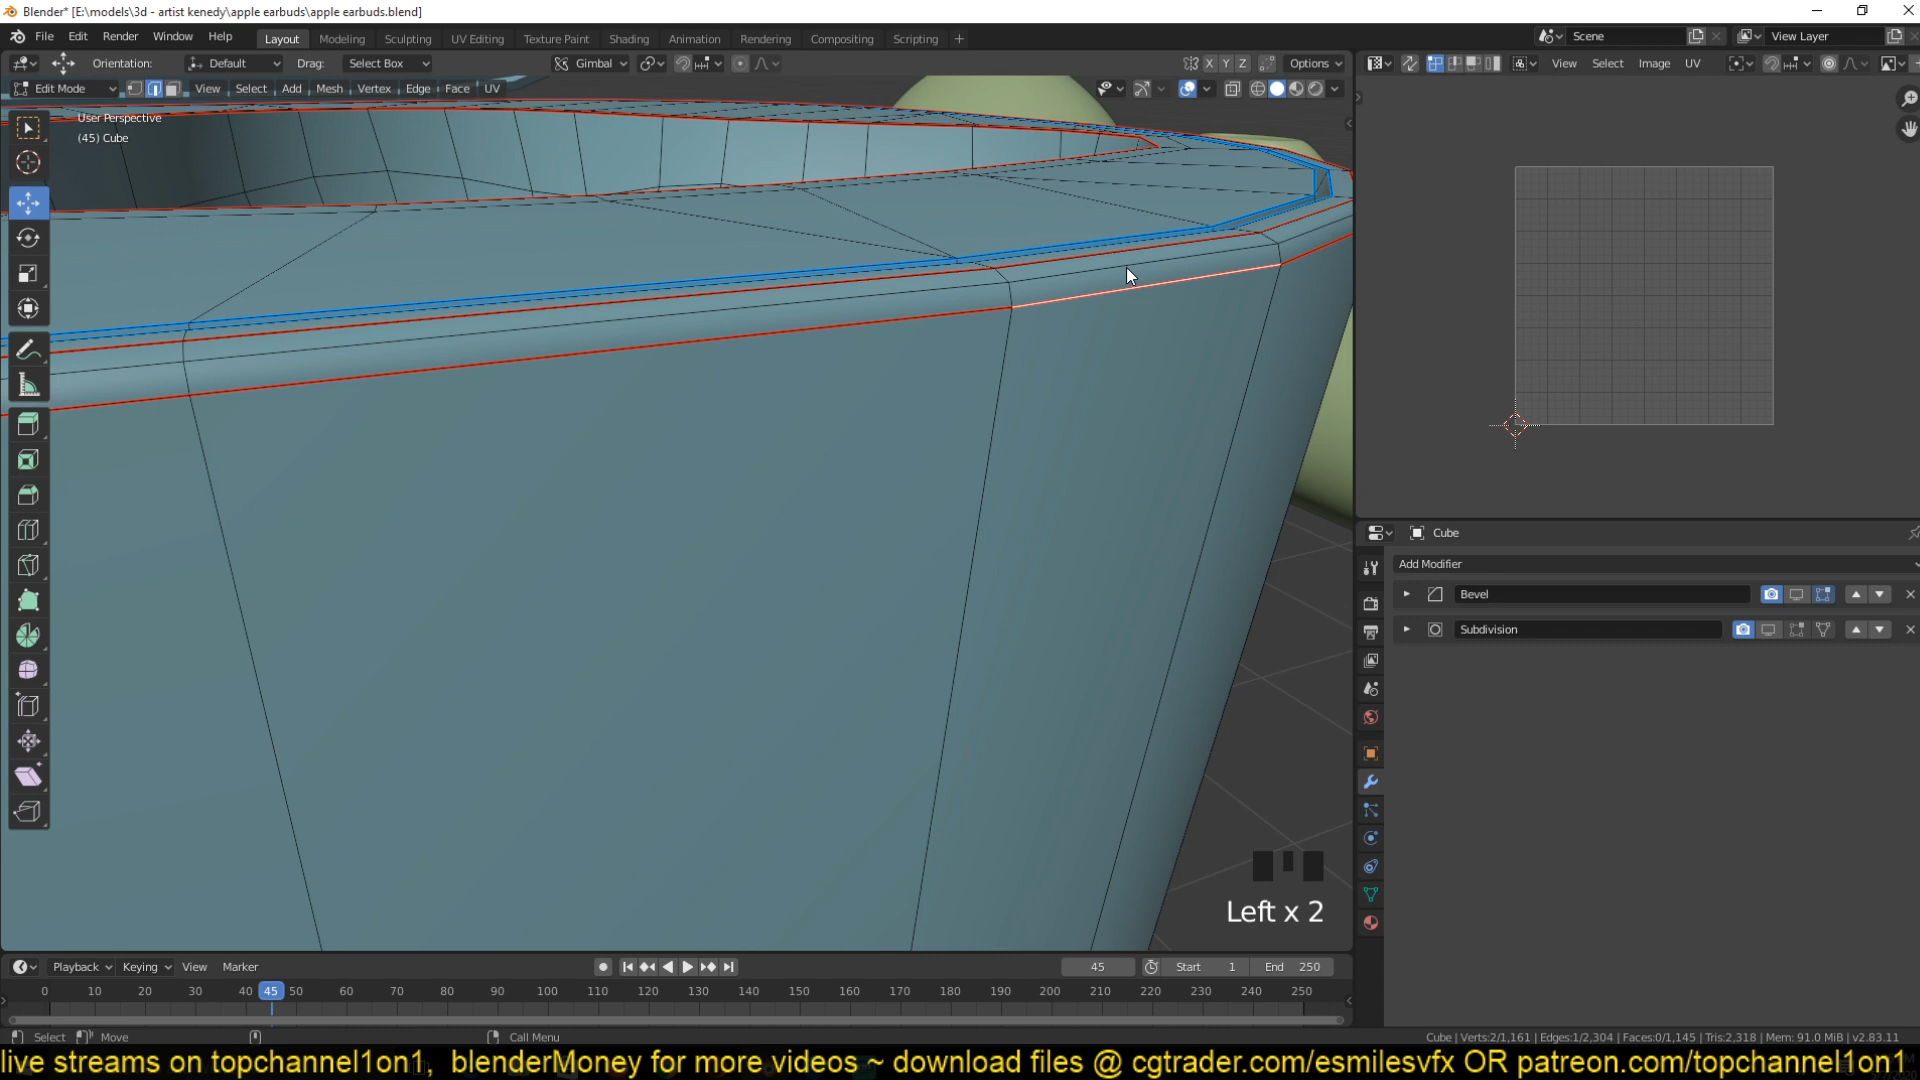 Blender* [E:\models\3d - artist kenedy\apple earbuds\apple earbuds.blend]
File Edit Render Window Help Layout Modeling Sculpting UV Editing Texture Paint Shading Animation Rendering Compositing Scripting + Scene View Layer
Orientation: Default Drag: Select Box Gimbal X Y Z Options View Select Image UV
Edit Mode View Select Add Mesh Vertex Edge Face UV
User Perspective
(45) Cube
Cube
Add Modifier
Bevel
Subdivision
Left x 2
Playback Keying View Marker 45 Start 1 End 250
0 10 20 30 40 45 50 60 70 80 90 100 110 120 130 140 150 160 170 180 190 200 210 220 230 240 250
Select Move Call Menu Cube | Verts:2/1,161 | Edges:1/2,304 | Faces:0/1,145 | Tris:2,318 | Mem: 91.0 MiB | v2.83.11
live streams on topchannel1on1, blenderMoney for more videos ~ download files @ cgtrader.com/esmilesvfx OR patreon.com/topchannel1on1